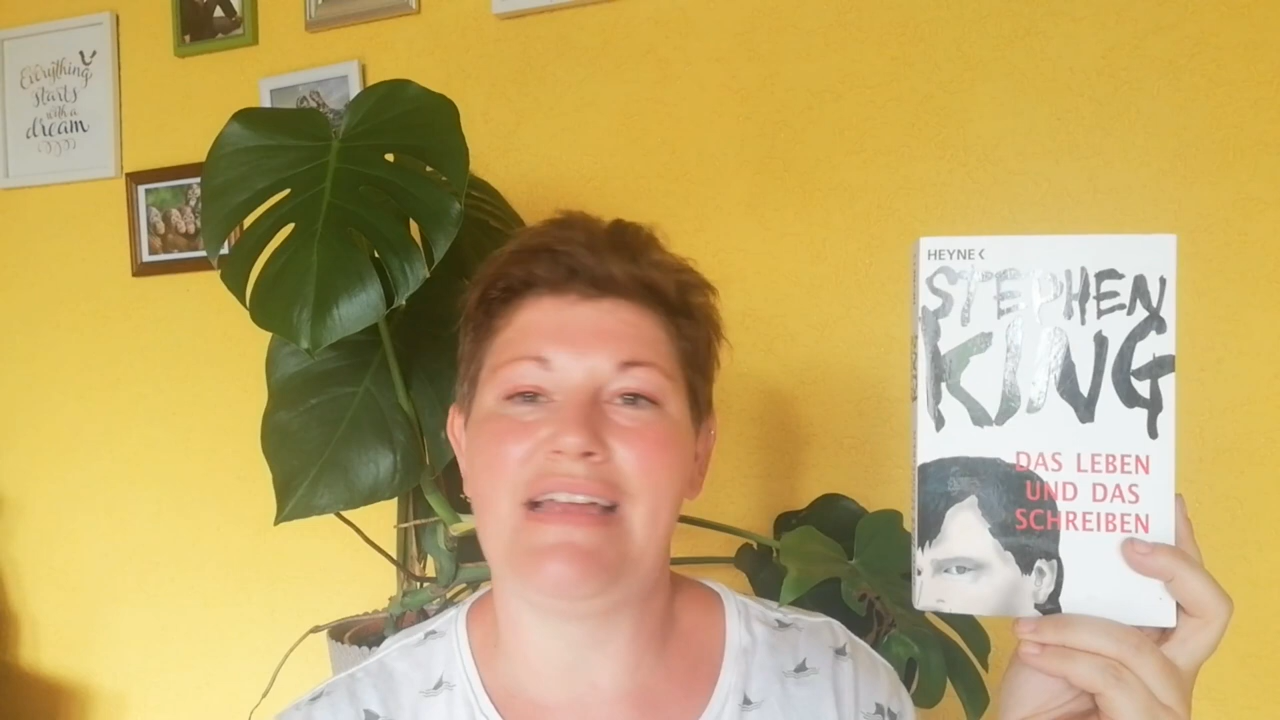 Everything
starts
with a
dream
HEYNE
STEPHEN
KING
DAS LEBEN
UND DAS
SCHREIBEN